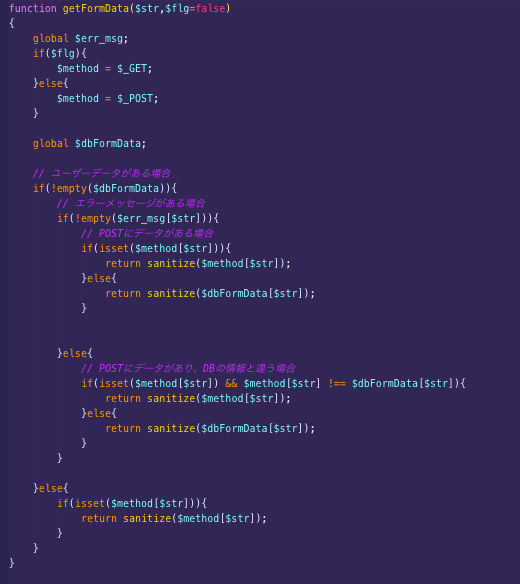 function getFormData($str,$flg=false)
{
    global $err_msg;
    if($flg){
        $method = $_GET;
    }else{
        $method = $_POST;
    }

    global $dbFormData;

    // ユーザーデータがある場合
    if(!empty($dbFormData)){
        // エラーメッセージがある場合
        if(!empty($err_msg[$str])){
            // POSTにデータがある場合
            if(isset($method[$str])){
                return sanitize($method[$str]);
            }else{
                return sanitize($dbFormData[$str]);
            }


        }else{
            // POSTにデータがあり、DBの情報と違う場合
            if(isset($method[$str]) && $method[$str] !== $dbFormData[$str]){
                return sanitize($method[$str]);
            }else{
                return sanitize($dbFormData[$str]);
            }
        }

    }else{
        if(isset($method[$str])){
            return sanitize($method[$str]);
        }
    }
}